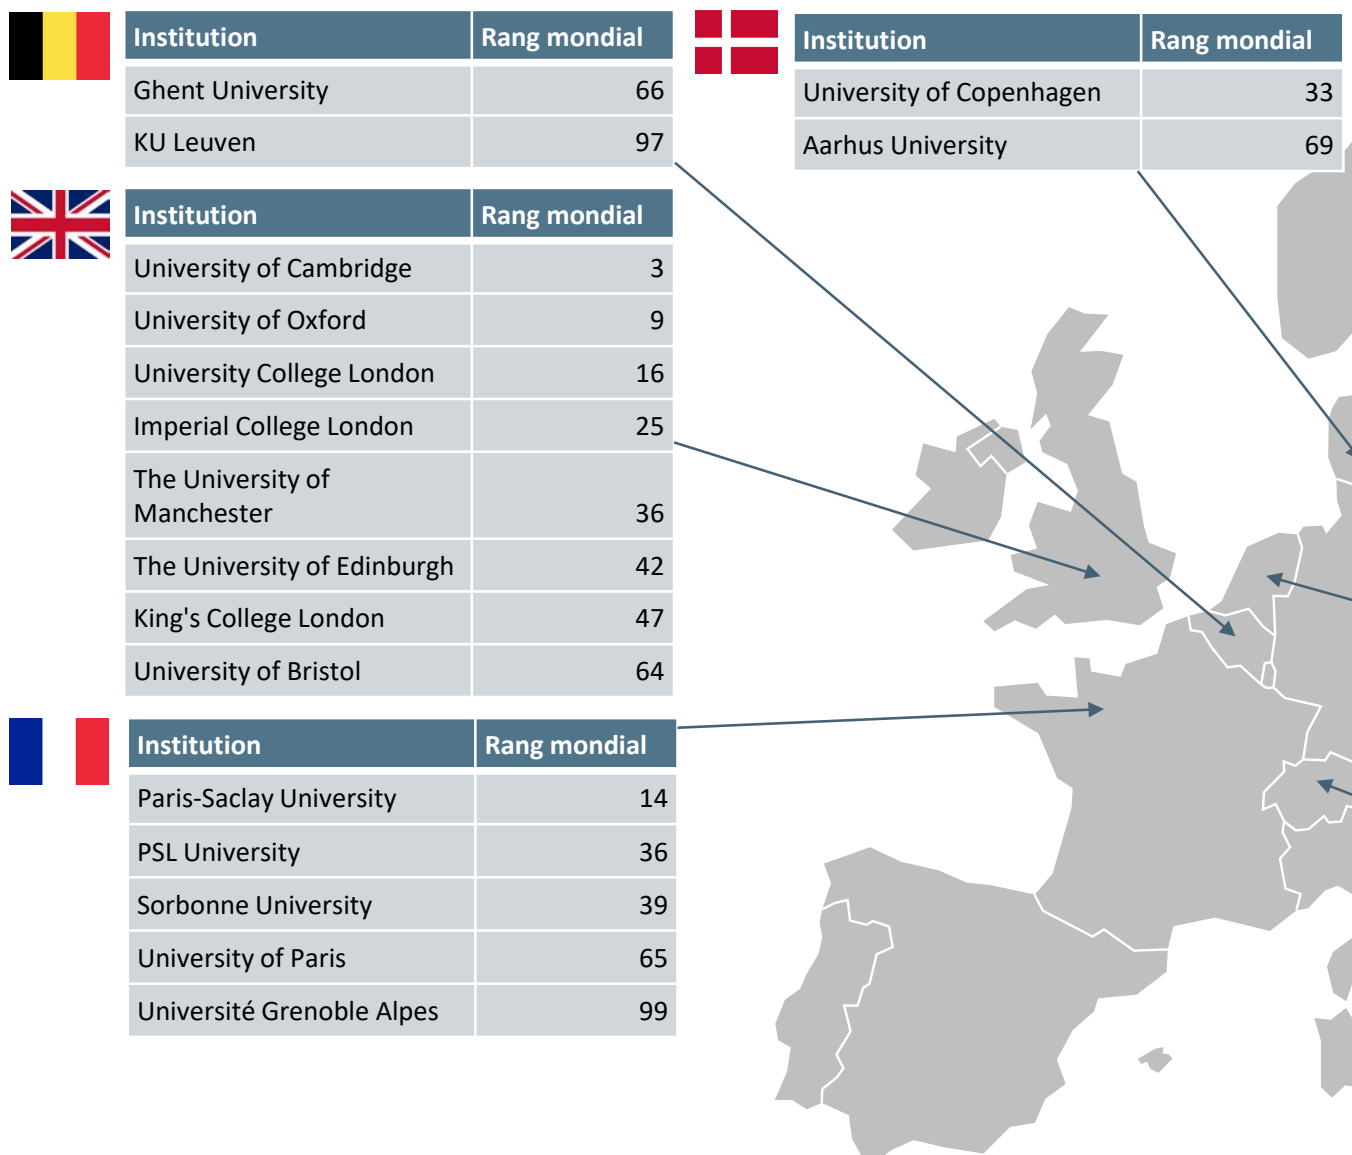 Institution Rang mondial
Ghent University 66
KU Leuven 97
Institution Rang mondial
University of Copenhagen 33
Aarhus University 69
Institution Rang mondial
University of Cambridge 3
University of Oxford 9
University College London 16
Imperial College London 25
The University of
Manchester 36
The University of Edinburgh 42
King's College London 47
University of Bristol 64
Institution Rang mondial
Paris-Saclay University 14
PSL University 36
Sorbonne University 39
University of Paris 65
Université Grenoble Alpes 99